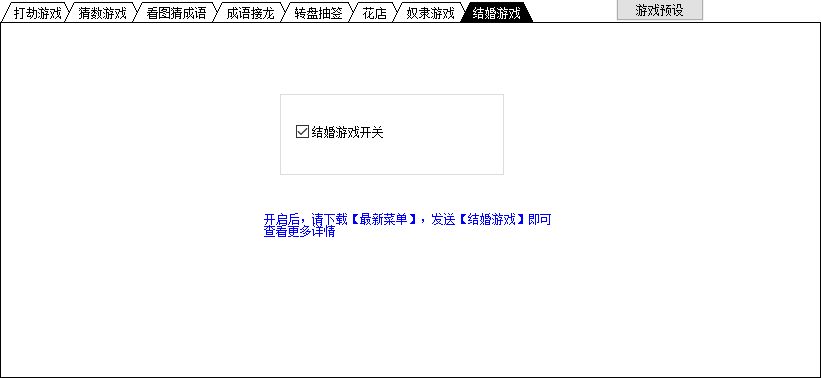 打劫游戏 猜数游戏 看图猜成语 成语接龙 转盘抽签 花店 奴隶游戏 结婚游戏 游戏预设
结婚游戏开关
开启后，请下载【最新菜单】，发送【结婚游戏】即可
查看更多详情